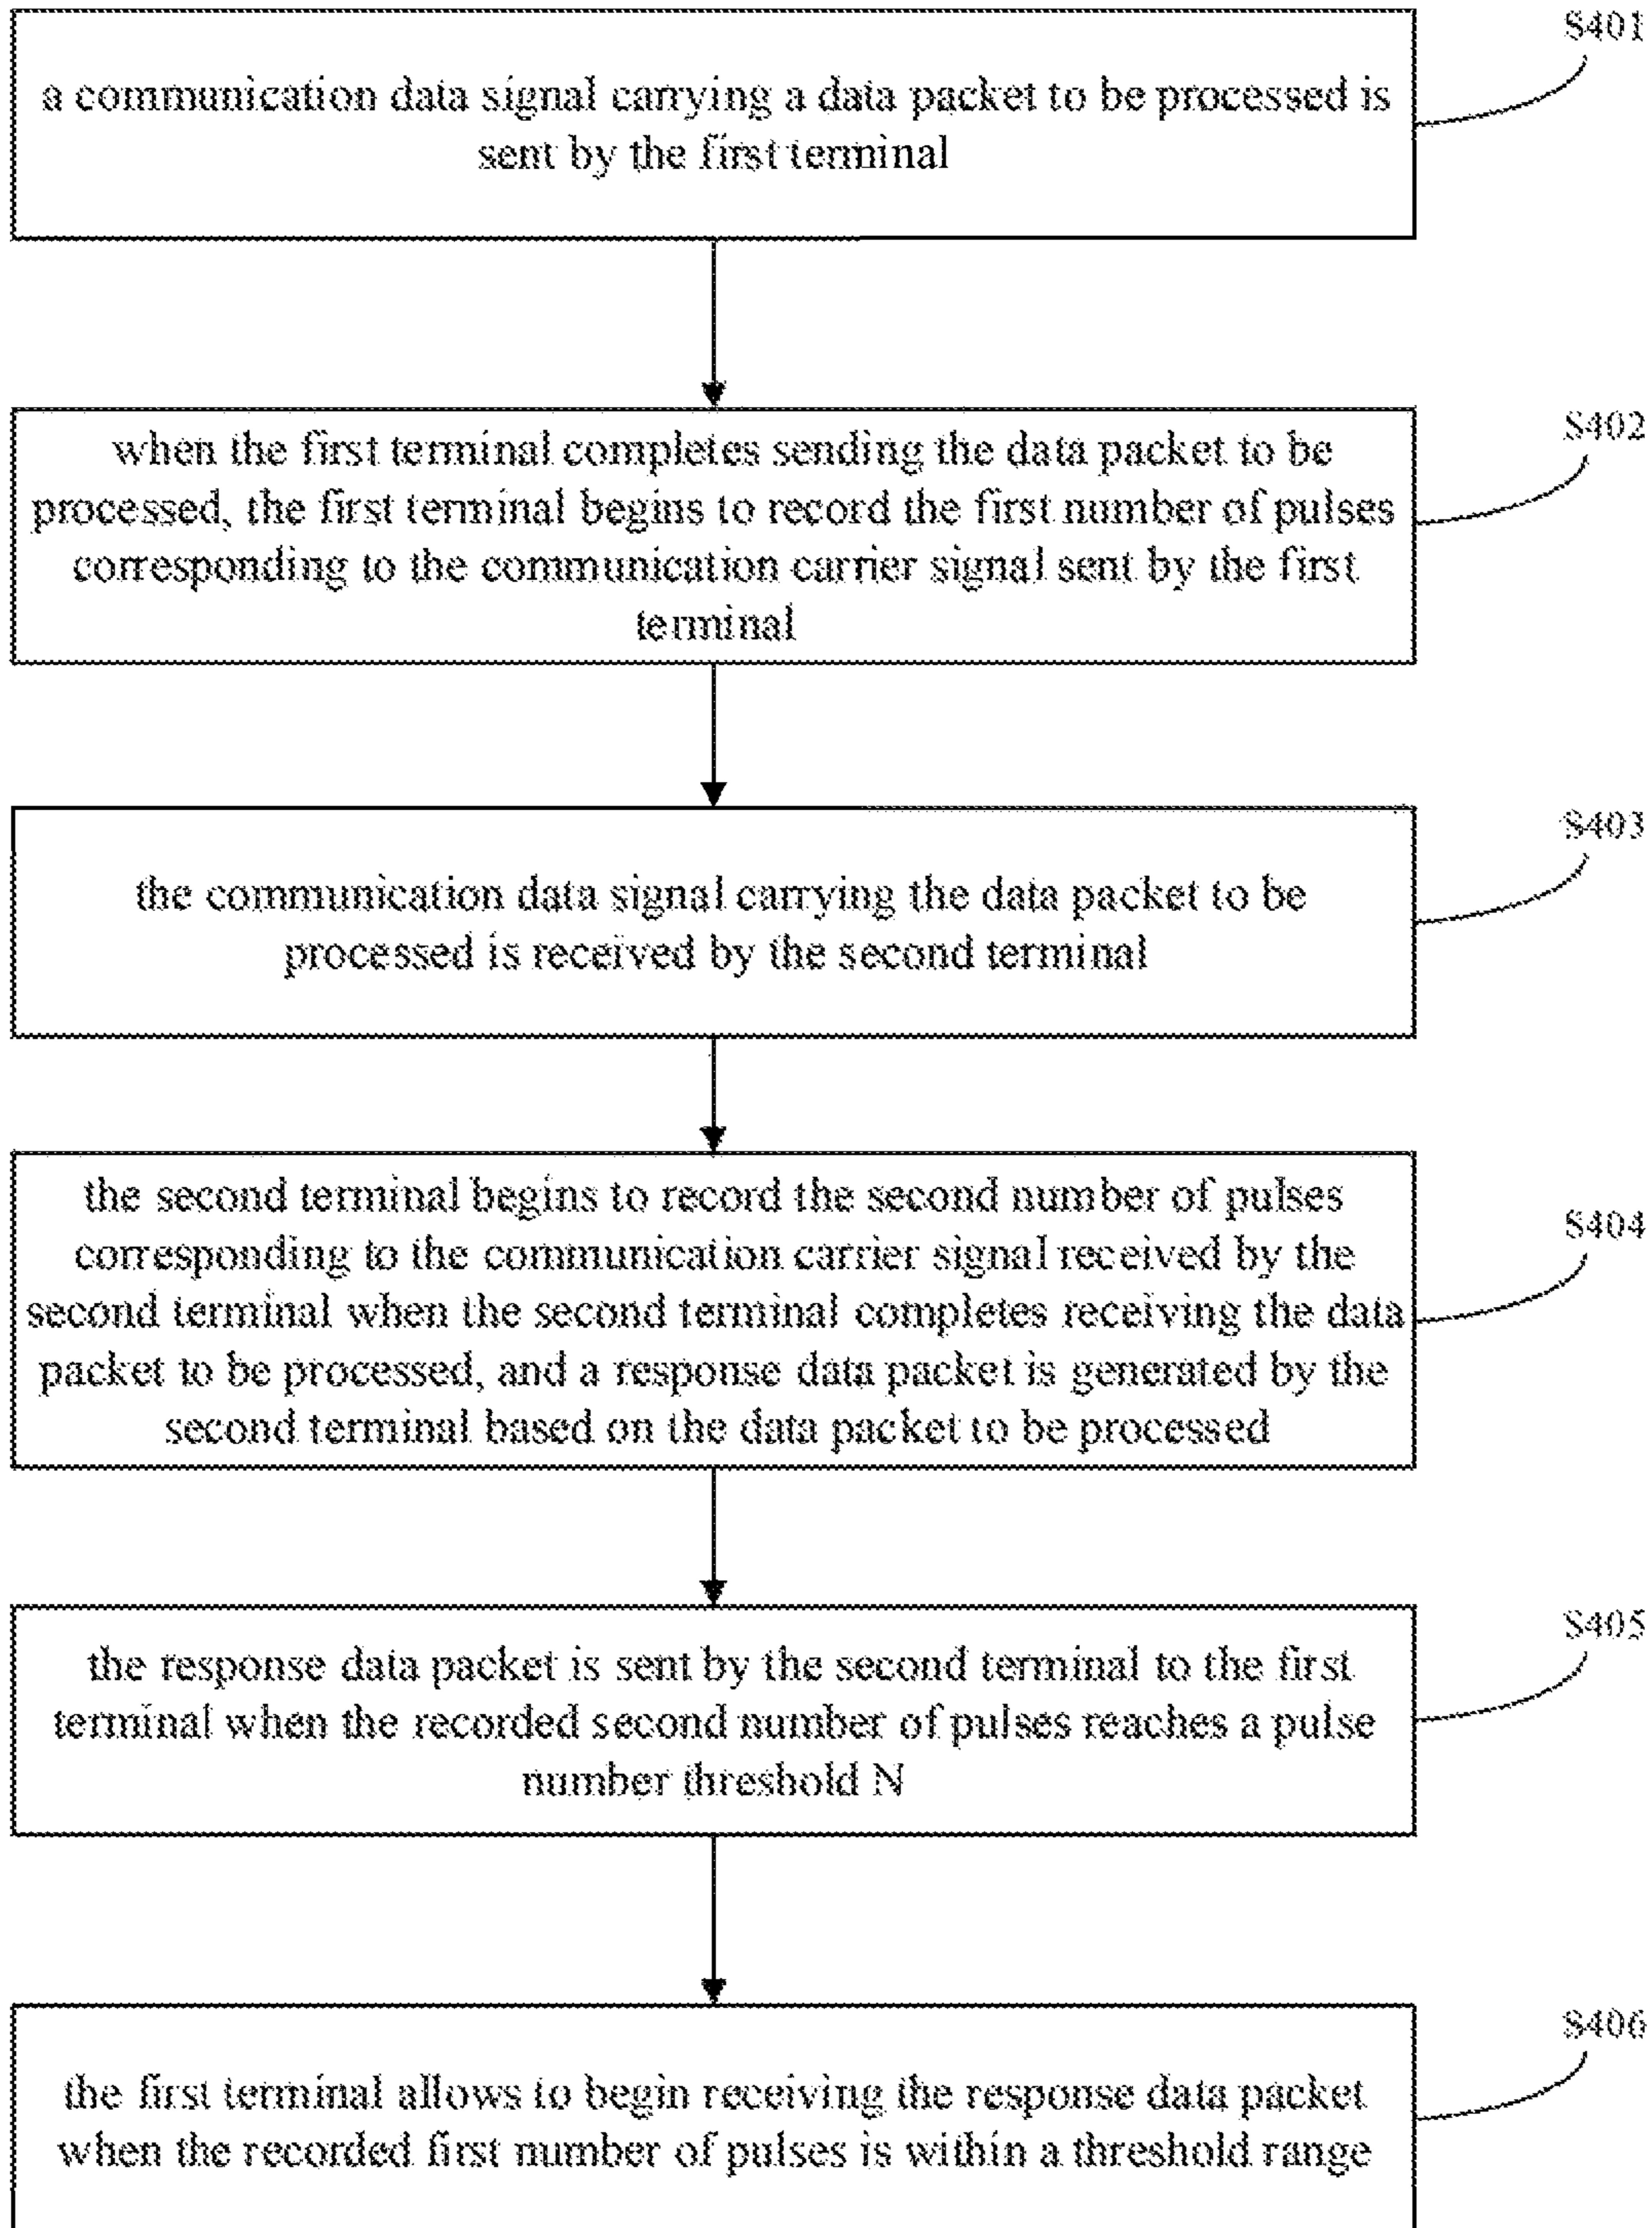 S401
a communication data signal carrying a data packet to be processed is
sent by the first terminal
S402
when the first terminal completes sending the data packet to be
processed, the first terminal begins to record the first number of pulses
corresponding to the communication carrier signal sent by the first
terminal
S403
the communication data signal carrying the data packet to be
processed is received by the second terminal
S404
the second terminal begins to record the second number of pulses
corresponding to the communication carrier signal received by the
second terminal when the second terminal completes receiving the data
packet to be processed, and a response data packet is generated by the
second terminal based on the data packet to be processed
S405
the response data packet is sent by the second terminal to the first
terminal when the recorded second number of pulses reaches a pulse
number threshold N
S406
the first terminal allows to begin receiving the response data packet
when the recorded first number of pulses is within a threshold range